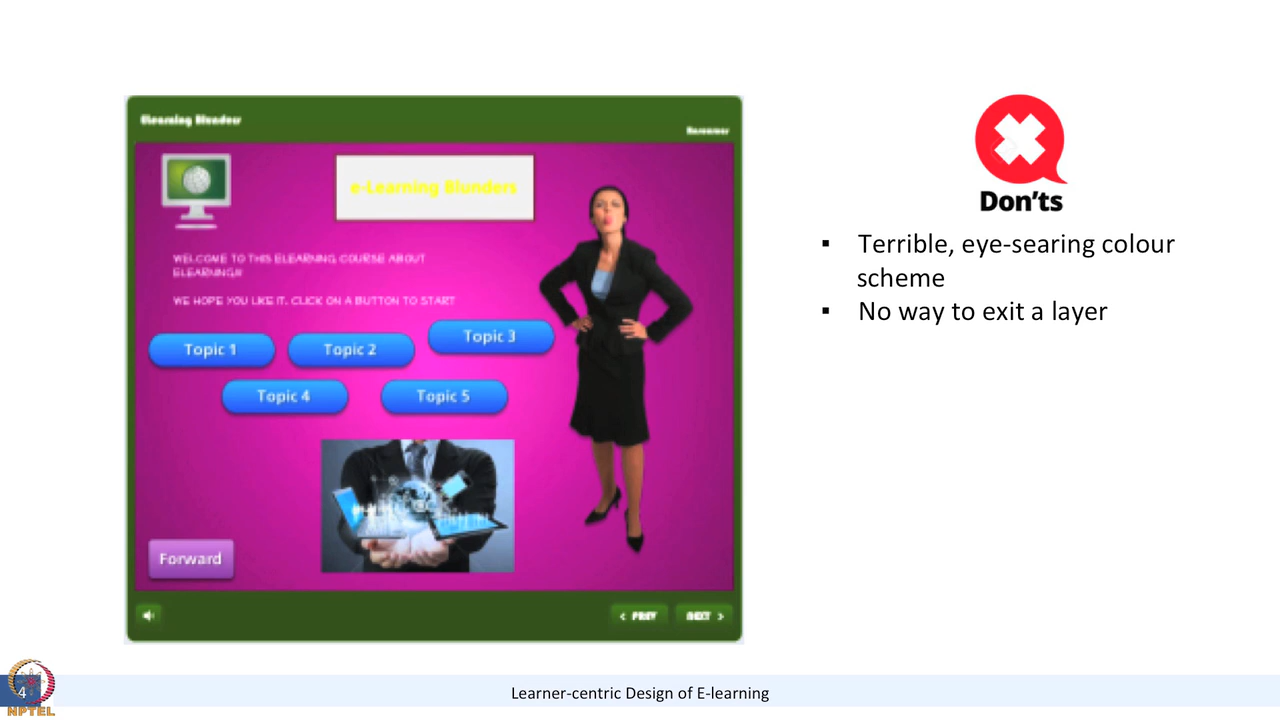 Elearning Blunders
Resources
e-Learning Blunders
WELCOME TO THIS ELEARNING COURSE ABOUT
ELEARNING!!
WE HOPE YOU LIKE IT. CLICK ON A BUTTON TO START
Topic 1
Topic 2
Topic 3
Topic 4
Topic 5
Forward
< PREV
NEXT >
Don'ts
▪ Terrible, eye-searing colour
scheme
▪ No way to exit a layer
4
NPTEL
Learner-centric Design of E-learning